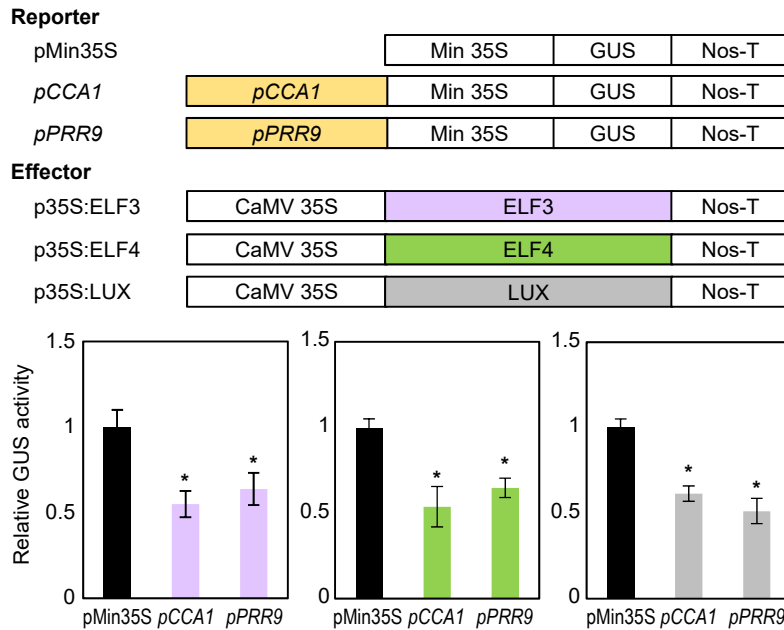 Reporter
pMin35S Min 35S GUS Nos-T
pCCA1 pCCA1 Min 35S GUS Nos-T
pPRR9 pPRR9 Min 35S GUS Nos-T
Effector
p35S:ELF3 CaMV 35S ELF3 Nos-T
p35S:ELF4 CaMV 35S ELF4 Nos-T
p35S:LUX CaMV 35S LUX Nos-T
Relative GUS activity
1.5
1
0.5
0
* *
pMin35S pCCA1 pPRR9
1.5
1
0.5
0
* *
pMin35S pCCA1 pPRR9
1.5
1
0.5
0
* *
pMin35S pCCA1 pPRR9